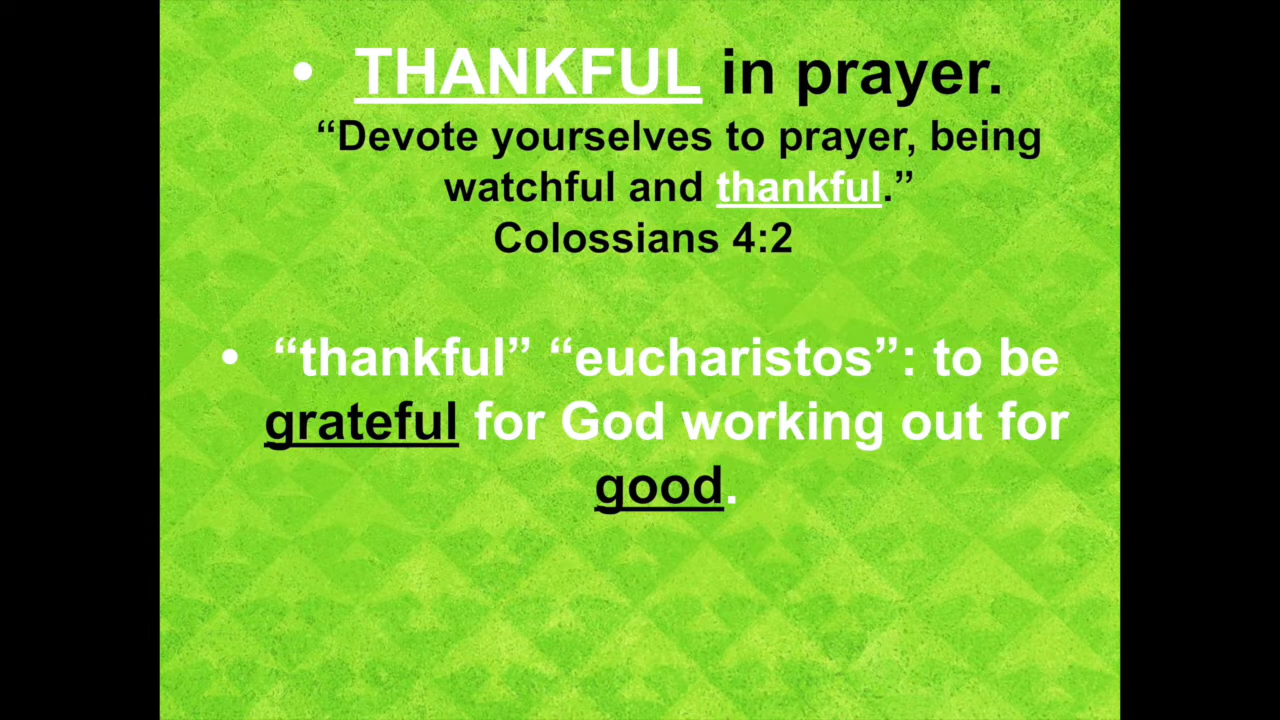 • THANKFUL in prayer.
“Devote yourselves to prayer, being
watchful and thankful.”
Colossians 4:2
• “thankful” “eucharistos”: to be
grateful for God working out for
good.